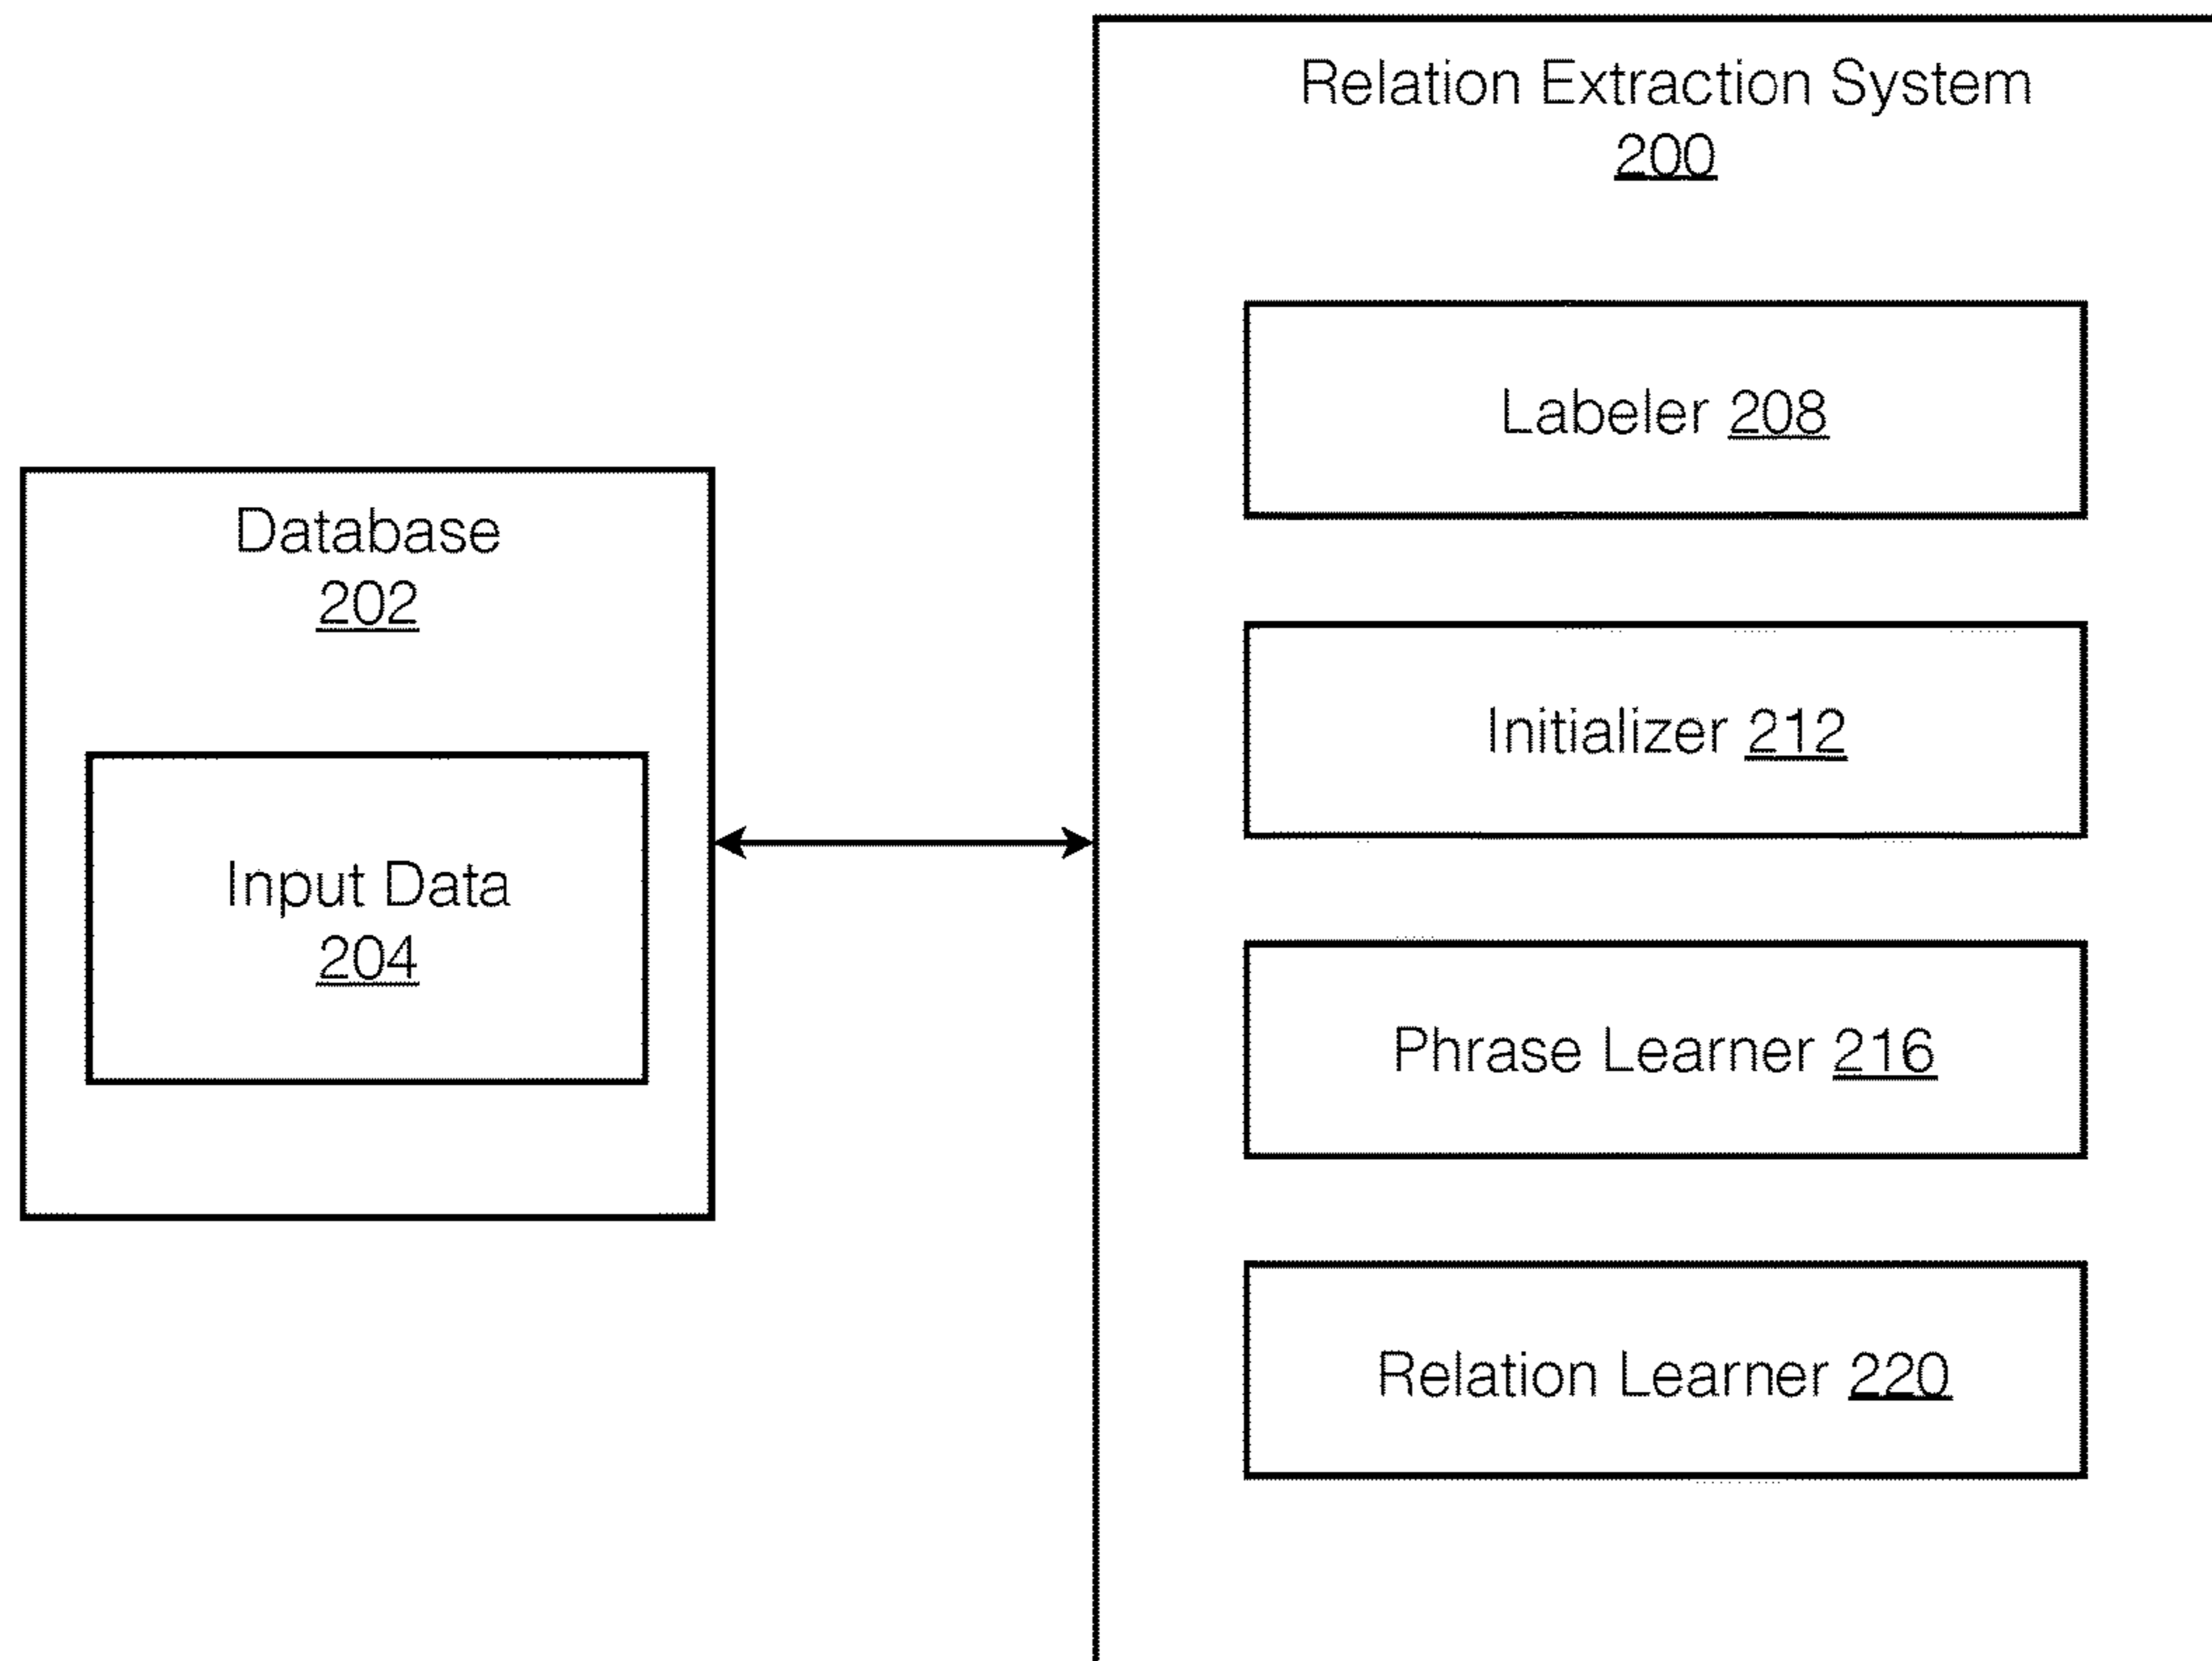 Relation Extraction System
200
Labeler 208
Database
202
Initializer 212
Input Data
204
Phrase Learner 216
Relation Learner 220